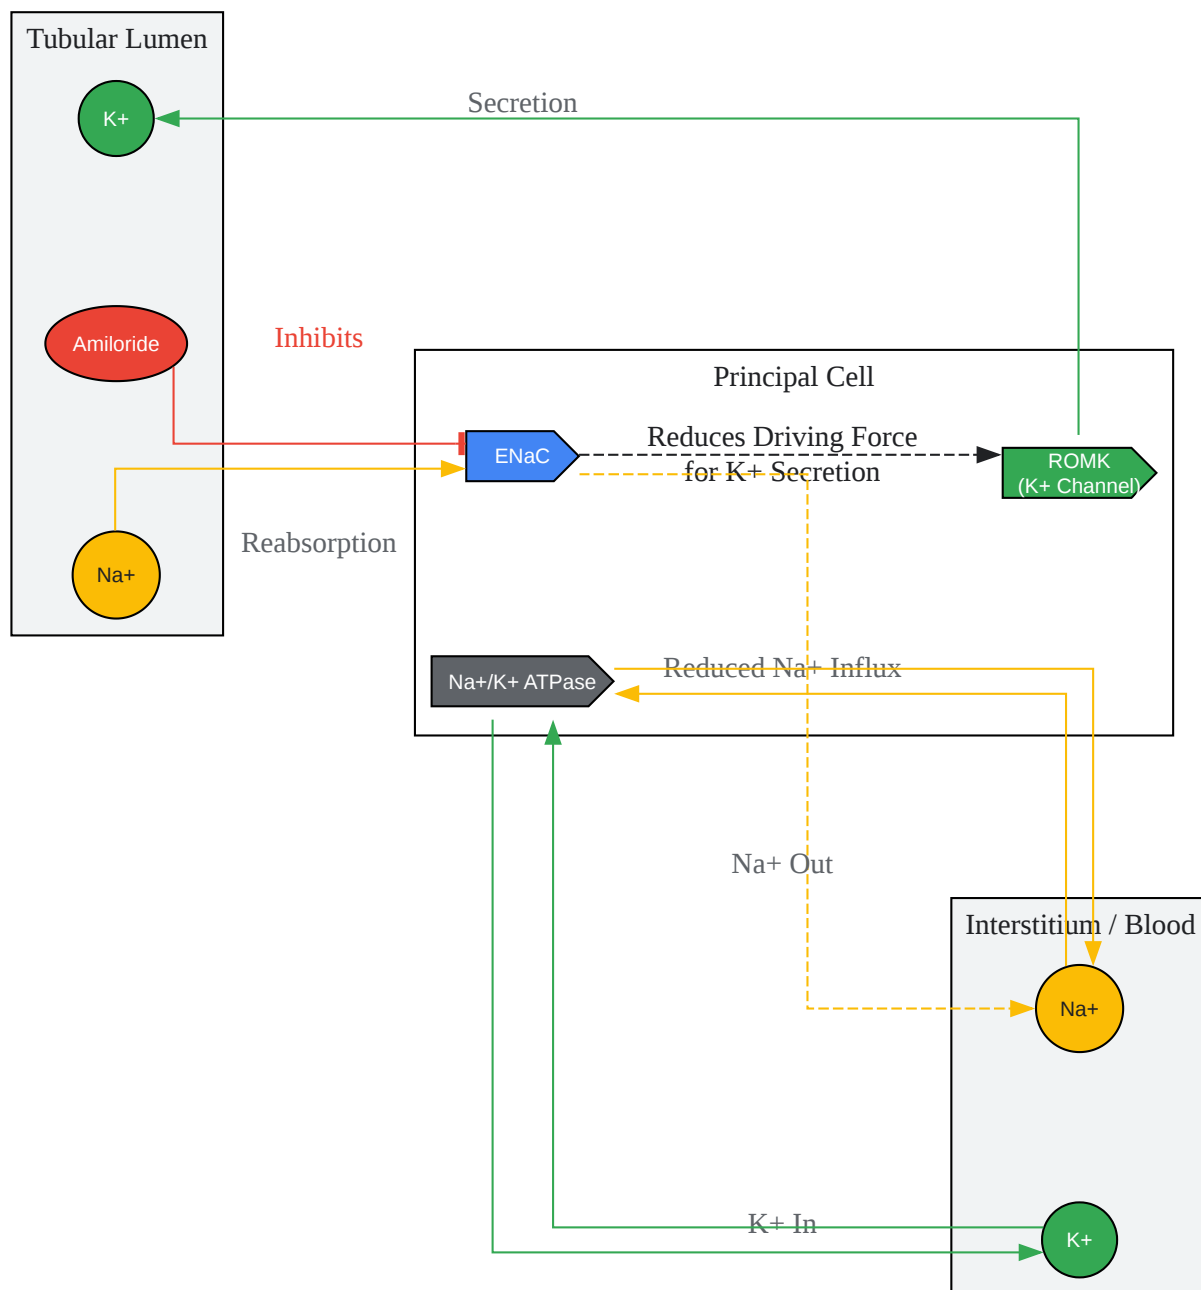 Tubular Lumen
K+
Secretion
Amiloride
Inhibits
Principal Cell
ENaC
Reduces Driving Force
for K+ Secretion
ROMK
(K+ Channel)
Reabsorption
Na+
Na+/K+ ATPase
Reduced Na+ Influx
Na+ Out
Interstitium / Blood
Na+
K+ In
K+